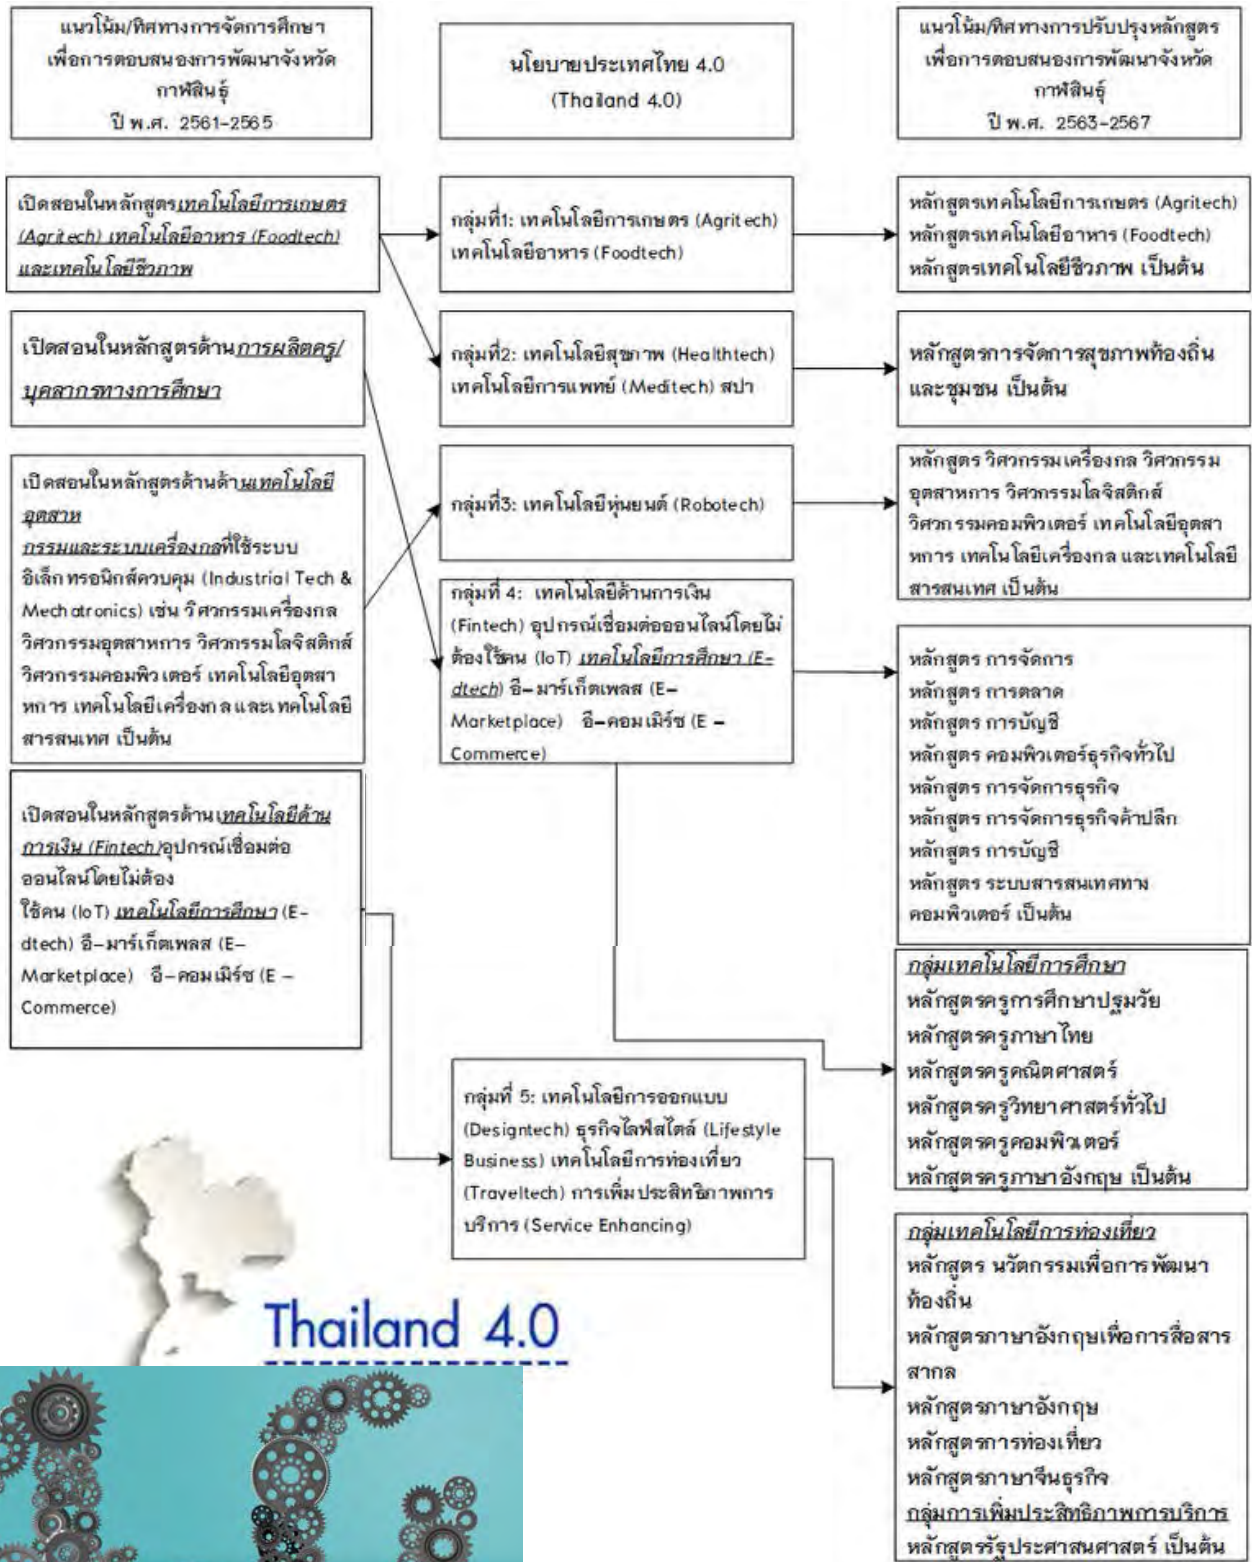 แนวโน้ม/ทิศทางการจัดการศึกษา
เพื่อการตอบสนองการพัฒนาจังหวัด
กาฬสินธุ์
ปี พ.ศ. 2561-2565
นโยบายประเทศไทย 4.0
(Thailand 4.0)
แนวโน้ม/ทิศทางการปรับปรุงหลักสูตร
เพื่อการตอบสนองการพัฒนาจังหวัด
กาฬสินธุ์
ปี พ.ศ. 2563-2567
เปิดสอนในหลักสูตรเทคโนโลยีการเกษตร
(Agritech) เทคโนโลยีอาหาร (Foodtech)
และเทคโนโลยีชีวภาพ
กลุ่มที่1: เทคโนโลยีการเกษตร (Agritech)
เทคโนโลยีอาหาร (Foodtech)
หลักสูตรเทคโนโลยีการเกษตร (Agritech)
หลักสูตรเทคโนโลยีอาหาร (Foodtech)
หลักสูตรเทคโนโลยีชีวภาพ เป็นต้น
เปิดสอนในหลักสูตรด้านการผลิตครู/
บุคลากรทางการศึกษา
กลุ่มที่2: เทคโนโลยีสุขภาพ (Healthtech)
เทคโนโลยีการแพทย์ (Meditech) สปา
หลักสูตรการจัดการสุขภาพท้องถิ่น
และชุมชน เป็นต้น
เปิดสอนในหลักสูตรด้านด้านเทคโนโลยี
อุตสาห
กรรมและระบบเครื่องกลที่ใช้ระบบ
อิเล็กทรอนิกส์ควบคุม (Industrial Tech &
Mechatronics) เช่น วิศวกรรมเครื่องกล
วิศวกรรมอุตสาหการ วิศวกรรมโลจิสติกส์
วิศวกรรมคอมพิวเตอร์ เทคโนโลยีอุตสา
หการ เทคโนโลยีเครื่องกล และเทคโนโลยี
สารสนเทศ เป็นต้น
กลุ่มที่3: เทคโนโลยีหุ่นยนต์ (Robotech)
หลักสูตร วิศวกรรมเครื่องกล วิศวกรรม
อุตสาหการ วิศวกรรมโลจิสติกส์
วิศวกรรมคอมพิวเตอร์ เทคโนโลยีอุตสา
หการ เทคโนโลยีเครื่องกล และเทคโนโลยี
สารสนเทศ เป็นต้น
กลุ่มที่ 4: เทคโนโลยีด้านการเงิน
(Fintech) อุปกรณ์เชื่อมต่อออนไลน์โดยไม่
ต้องใช้คน (IoT) เทคโนโลยีการศึกษา (E-
dtech) อี-มาร์เก็ตเพลส (E-
Marketplace) อี-คอมเมิร์ซ (E -
Commerce)
หลักสูตร การจัดการ
หลักสูตร การตลาด
หลักสูตร การบัญชี
หลักสูตร คอมพิวเตอร์ธุรกิจทั่วไป
หลักสูตร การจัดการธุรกิจ
หลักสูตร การจัดการธุรกิจค้าปลีก
หลักสูตร การบัญชี
หลักสูตร ระบบสารสนเทศทาง
คอมพิวเตอร์ เป็นต้น
เปิดสอนในหลักสูตรด้านเทคโนโลยีด้าน
การเงิน (Fintech)อุปกรณ์เชื่อมต่อ
ออนไลน์โดยไม่ต้อง
ใช้คน (IoT) เทคโนโลยีการศึกษา (E-
dtech) อี-มาร์เก็ตเพลส (E-
Marketplace) อี-คอมเมิร์ซ (E -
Commerce)
กลุ่มเทคโนโลยีการศึกษา
หลักสูตรครูการศึกษาปฐมวัย
หลักสูตรครูภาษาไทย
หลักสูตรครูคณิตศาสตร์
หลักสูตรครูวิทยาศาสตร์ทั่วไป
หลักสูตรครูคอมพิวเตอร์
หลักสูตรครูภาษาอังกฤษ เป็นต้น
กลุ่มที่ 5: เทคโนโลยีการออกแบบ
(Designtech) ธุรกิจไลฟ์สไตล์ (Lifestyle
Business) เทคโนโลยีการท่องเที่ยว
(Traveltech) การเพิ่มประสิทธิภาพการ
บริการ (Service Enhancing)
กลุ่มเทคโนโลยีการท่องเที่ยว
หลักสูตร นวัตกรรมเพื่อการพัฒนา
ท้องถิ่น
หลักสูตรภาษาอังกฤษเพื่อการสื่อสาร
สากล
หลักสูตรภาษาอังกฤษ
หลักสูตรการท่องเที่ยว
หลักสูตรภาษาจีนธุรกิจ
กลุ่มการเพิ่มประสิทธิภาพการบริการ
หลักสูตรรัฐประศาสนศาสตร์ เป็นต้น
Thailand 4.0